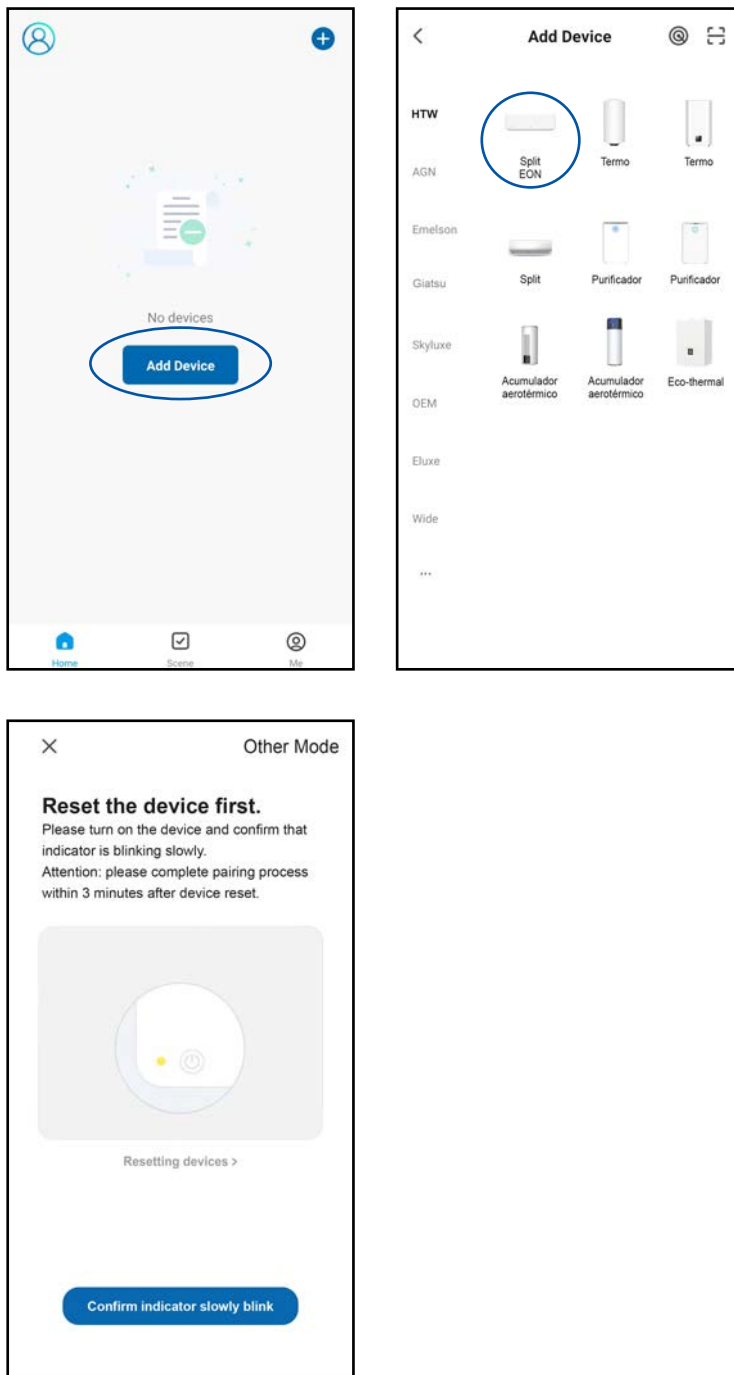 No devices
Add Device
Home
Scene
Me
Add Device
HTW
AGN
Emelson
Giatsu
Skyluxe
OEM
Eluxe
Wide
...
Split
EON
Termo
Termo
Split
Purificador
Purificador
Acumulador
aerotérmico
Acumulador
aerotérmico
Eco-thermal
Other Mode
Reset the device first.
Please turn on the device and confirm that
indicator is blinking slowly.
Attention: please complete pairing process
within 3 minutes after device reset.
Resetting devices >
Confirm indicator slowly blink